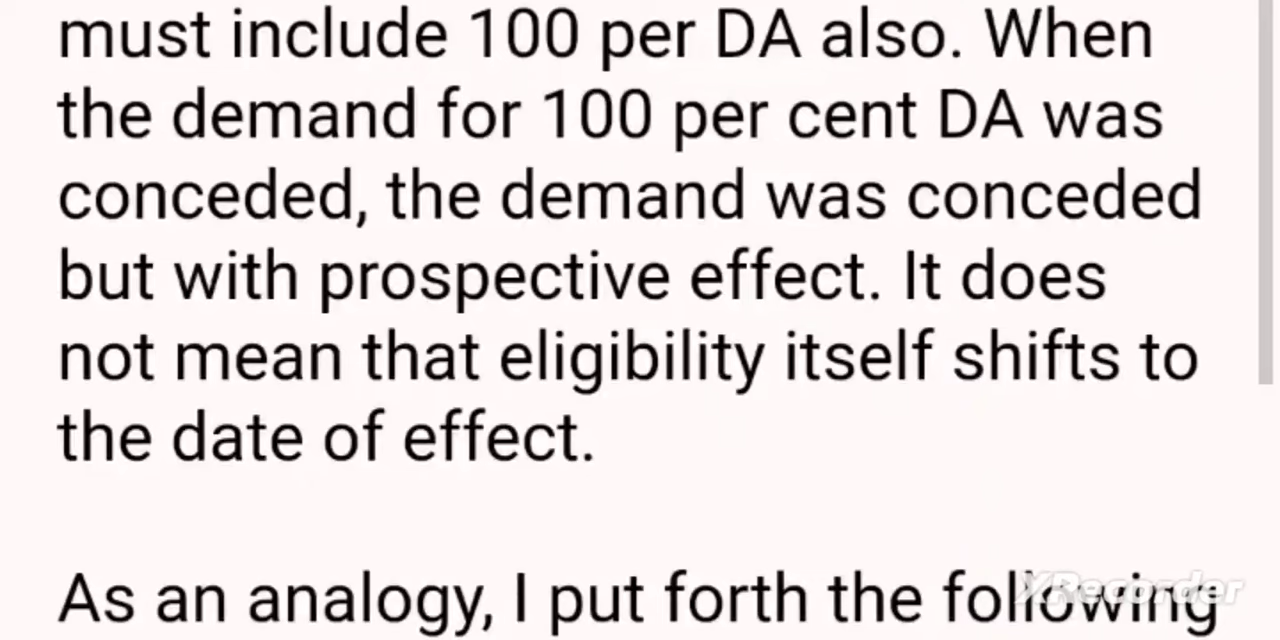 must include 100 per DA also. When
the demand for 100 per cent DA was
conceded, the demand was conceded
but with prospective effect. It does
not mean that eligibility itself shifts to
the date of effect.
As an analogy, I put forth the following
XRecorder